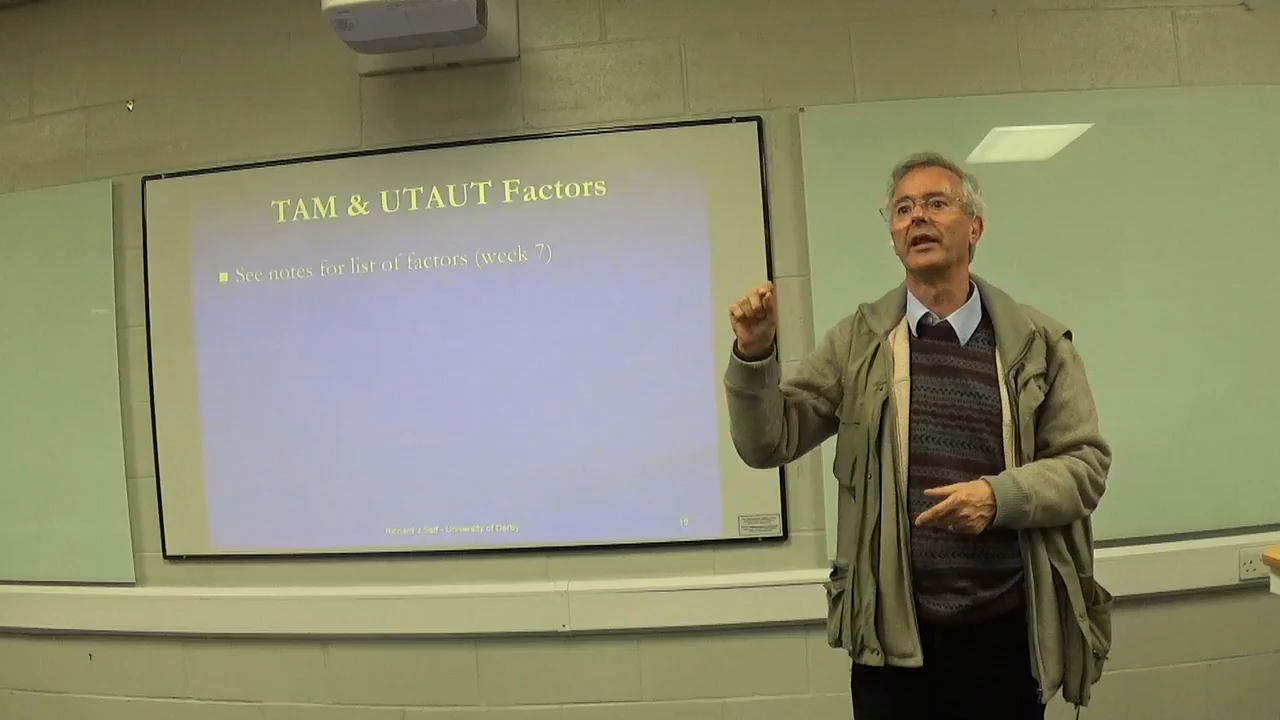 TAM & UTAUT Factors
■ See notes for list of factors (week 7)
Richard J Self - University of Derby